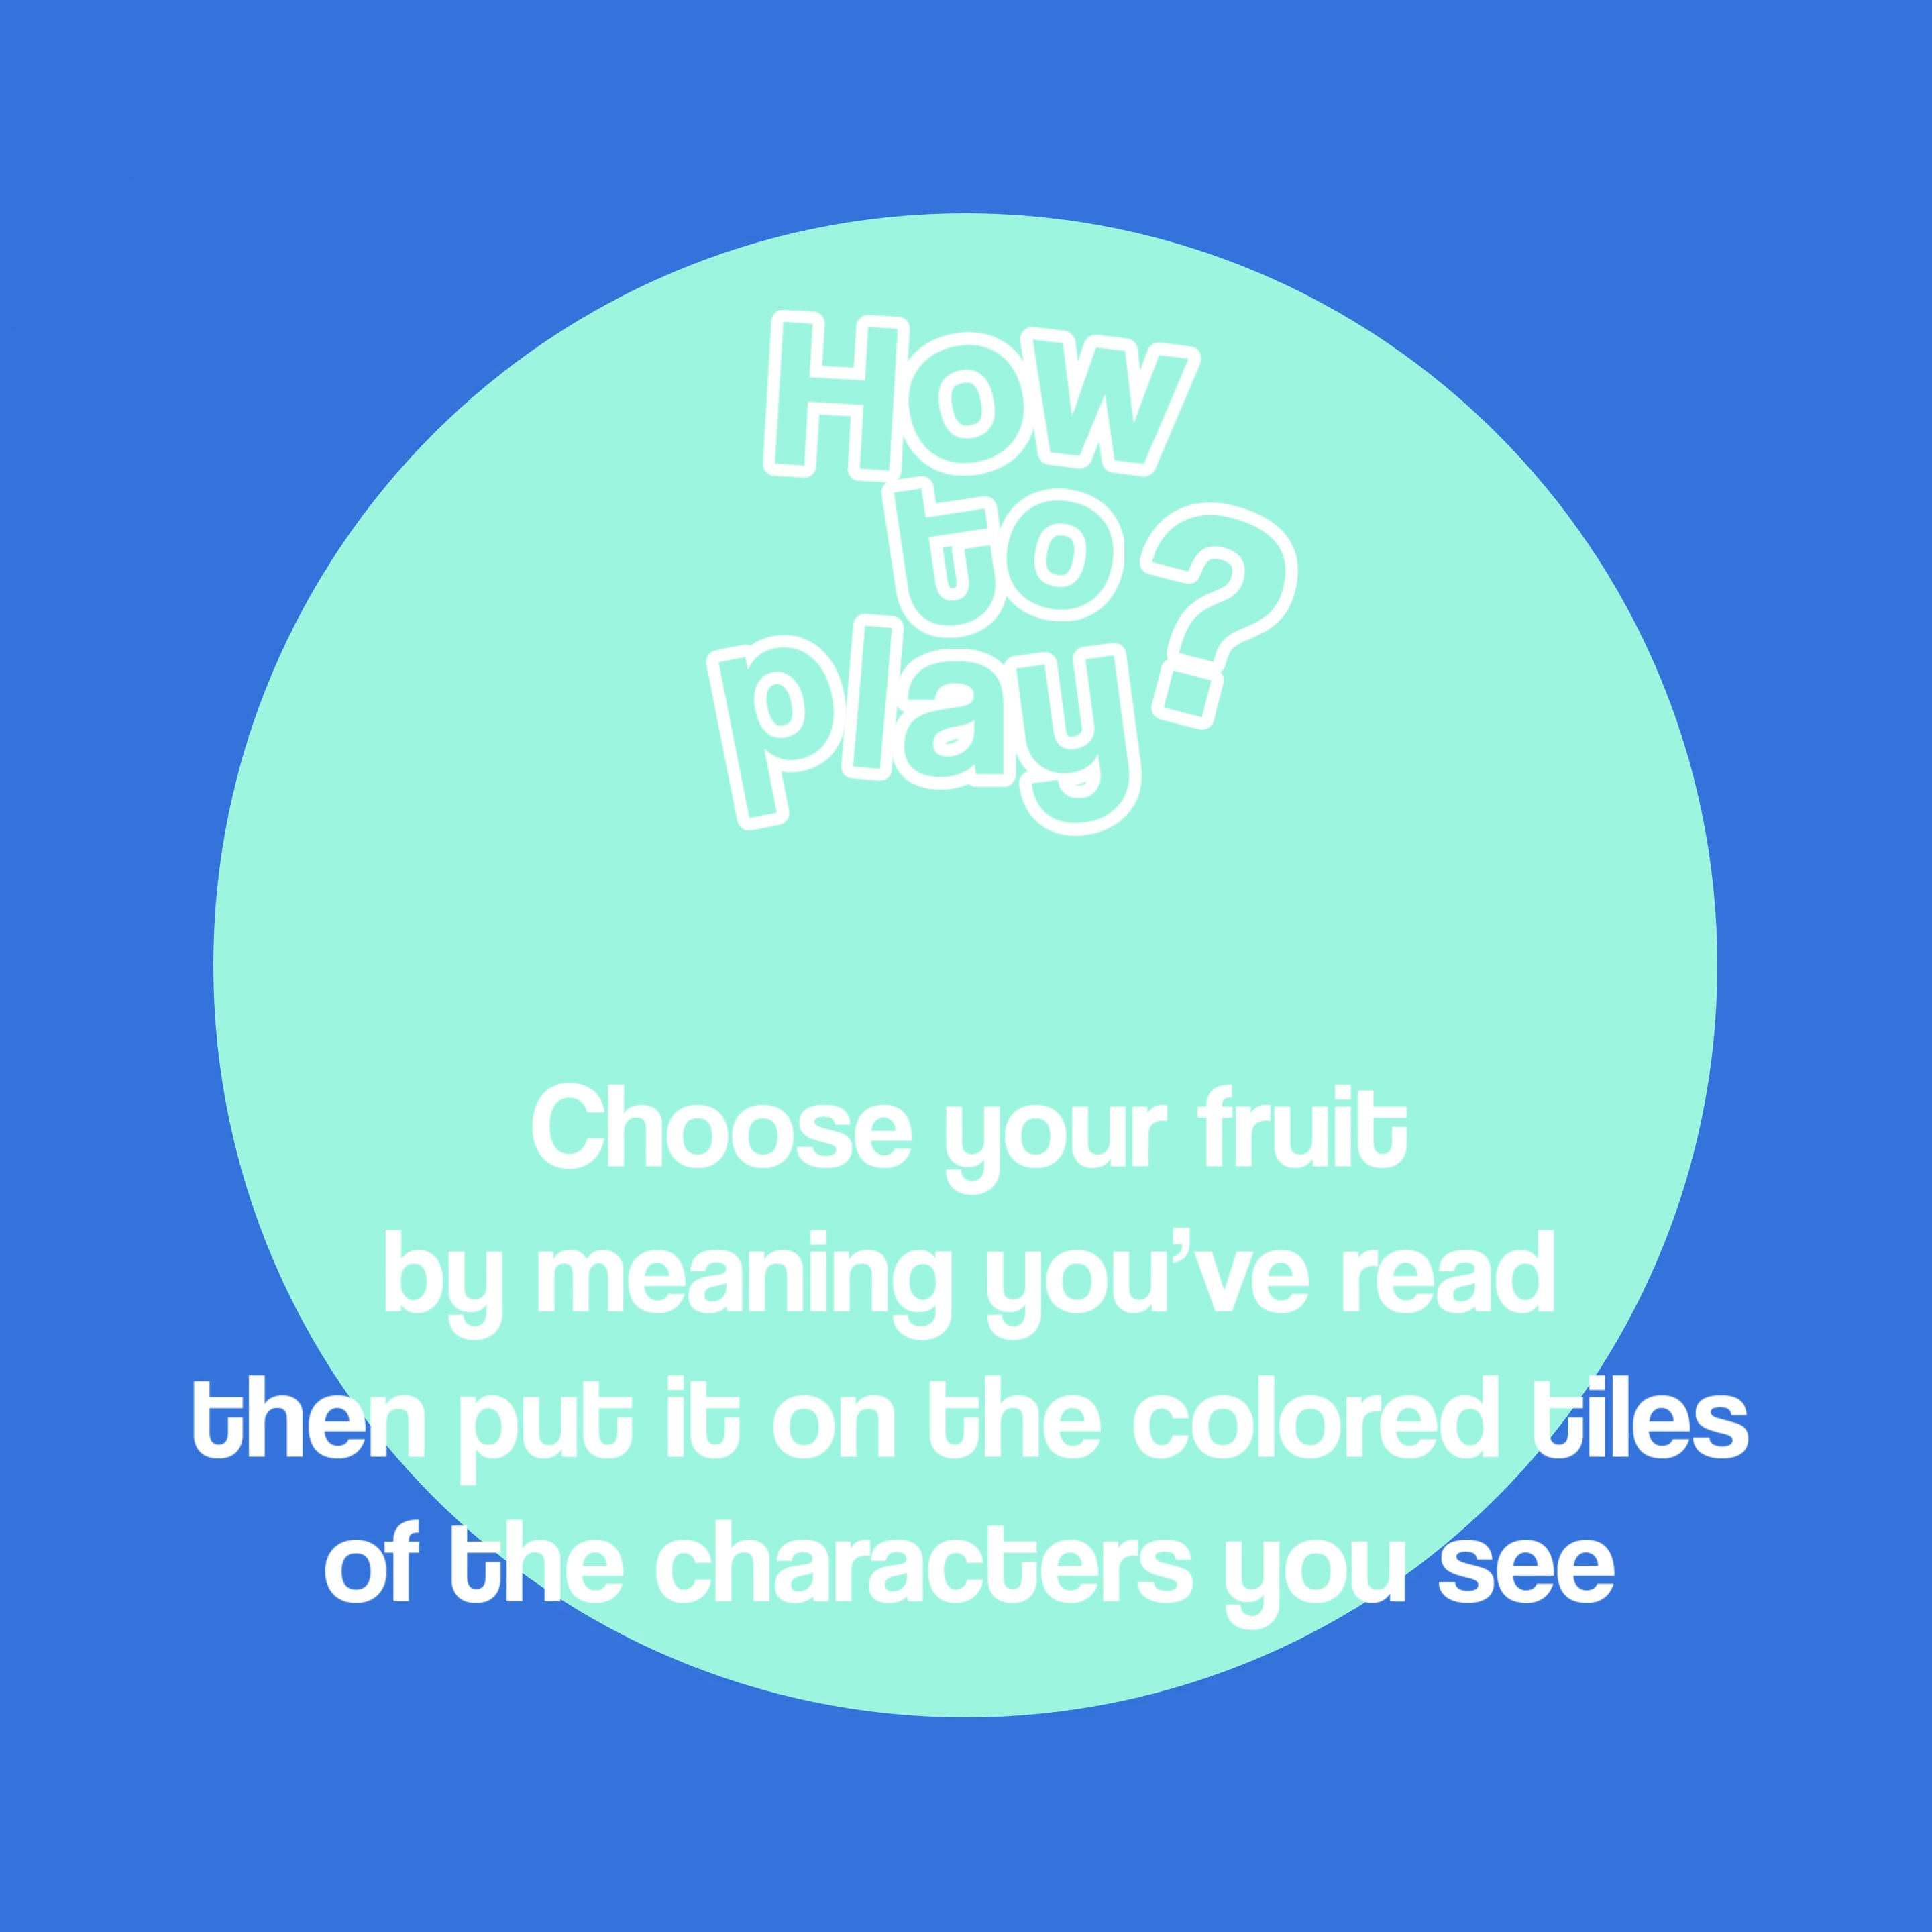 How
to?
play
Choose your fruit
by meaning you’ve read
then put it on the colored tiles
of the characters you see